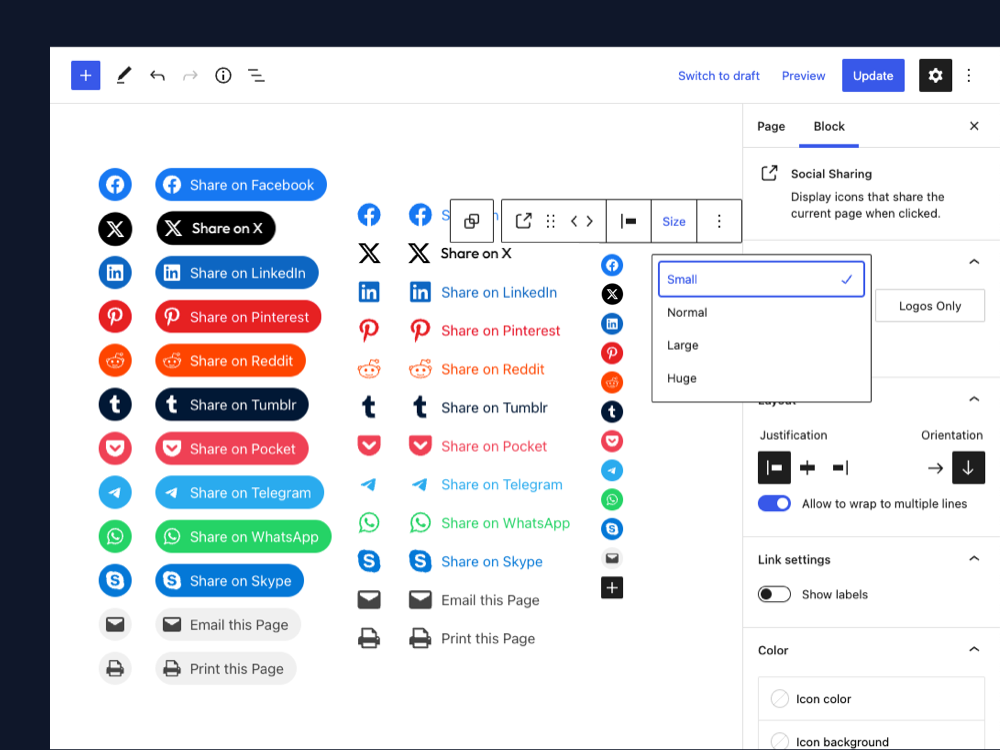 Switch to draft
Preview
Update
Page
Block
Social Sharing
Display icons that share the
current page when clicked.
Share on Facebook
Share on X
Share on LinkedIn
Share on Pinterest
Share on Reddit
Share on Tumblr
Share on Pocket
Share on Telegram
Share on WhatsApp
Share on Skype
Email this Page
Print this Page
Share on X
Share on LinkedIn
Share on Pinterest
Share on Reddit
Share on Tumblr
Share on Pocket
Share on Telegram
Share on WhatsApp
Share on Skype
Email this Page
Print this Page
Size
Small
Normal
Large
Huge
Logos Only
Layout
Justification
Orientation
Allow to wrap to multiple lines
Link settings
Show labels
Color
Icon color
Icon background